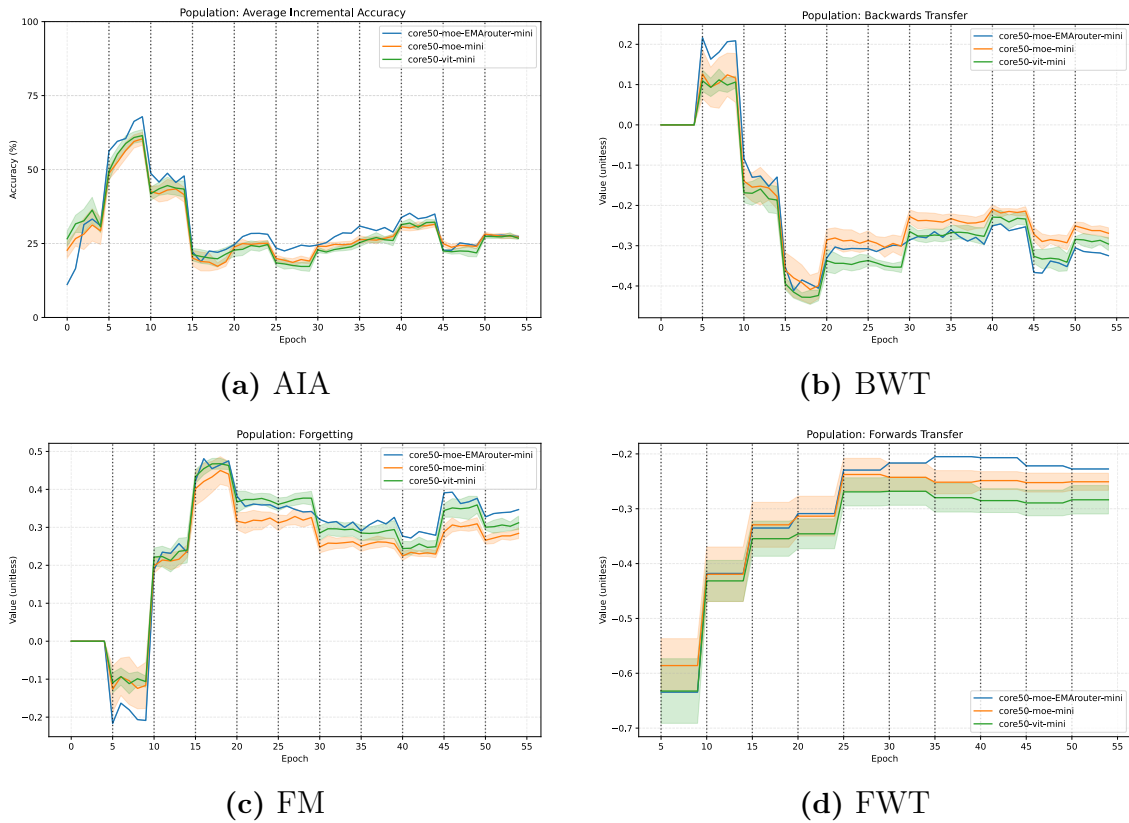 Population: Average Incremental Accuracy
100
75
50
25
0
Accuracy (%)
core50-moe-EMArouter-mini
core50-moe-mini
core50-vit-mini
0 5 10 15 20 25 30 35 40 45 50 55
Epoch
(a) AIA
Population: Backwards Transfer
0.2
0.1
0.0
−0.1
−0.2
−0.3
−0.4
Value (unitless)
core50-moe-EMArouter-mini
core50-moe-mini
core50-vit-mini
0 5 10 15 20 25 30 35 40 45 50 55
Epoch
(b) BWT
Population: Forgetting
0.5
0.4
0.3
0.2
0.1
0.0
−0.1
−0.2
Value (unitless)
core50-moe-EMArouter-mini
core50-moe-mini
core50-vit-mini
0 5 10 15 20 25 30 35 40 45 50 55
Epoch
(c) FM
Population: Forwards Transfer
−0.2
−0.3
−0.4
−0.5
−0.6
−0.7
Value (unitless)
core50-moe-EMArouter-mini
core50-moe-mini
core50-vit-mini
5 10 15 20 25 30 35 40 45 50 55
Epoch
(d) FWT